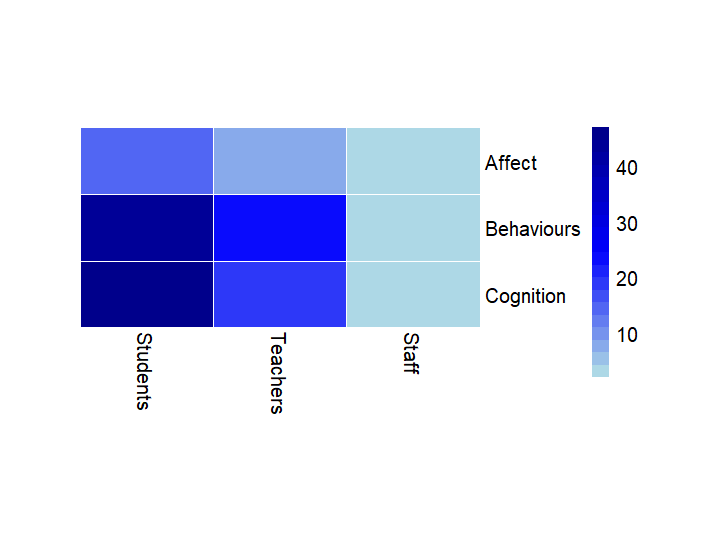 Affect
Behaviours
Cognition
Students
Teachers
Staff
40
30
20
10